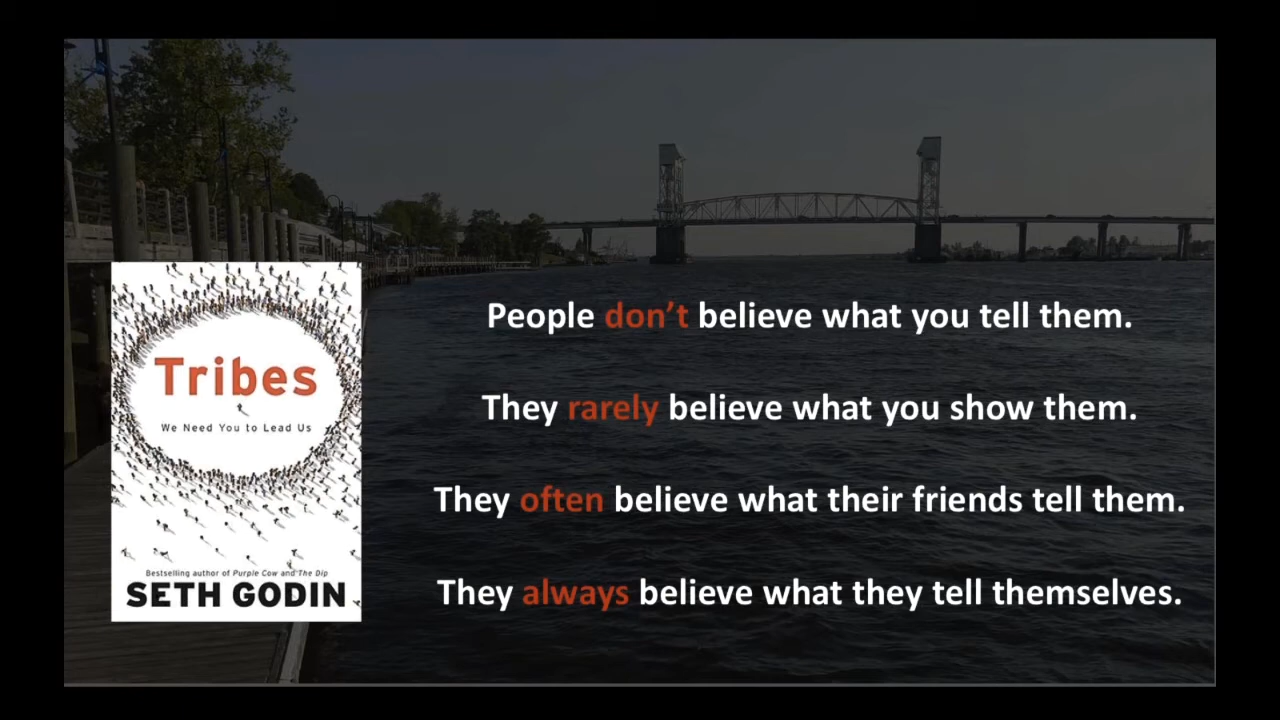 Tribes
We Need You to Lead Us
Bestselling author of Purple Cow and The Dip
SETH GODIN
People don’t believe what you tell them.
They rarely believe what you show them.
They often believe what their friends tell them.
They always believe what they tell themselves.